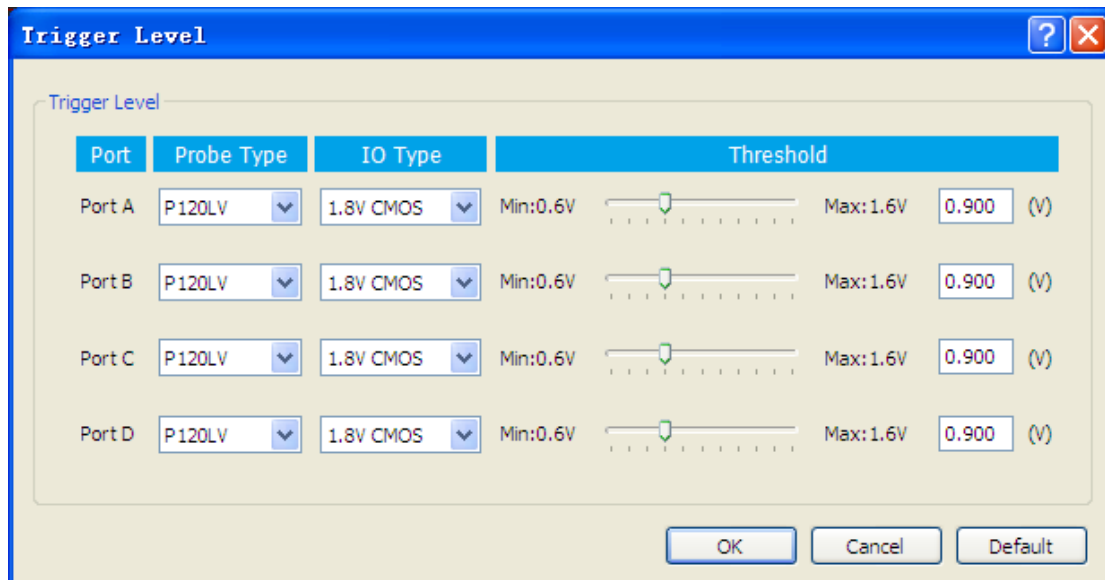 Trigger Level
Trigger Level
Port Probe Type IO Type Threshold
Port A P120LV 1.8V CMOS Min:0.6V Max:1.6V 0.900 (V)
Port B P120LV 1.8V CMOS Min:0.6V Max:1.6V 0.900 (V)
Port C P120LV 1.8V CMOS Min:0.6V Max:1.6V 0.900 (V)
Port D P120LV 1.8V CMOS Min:0.6V Max:1.6V 0.900 (V)
OK Cancel Default